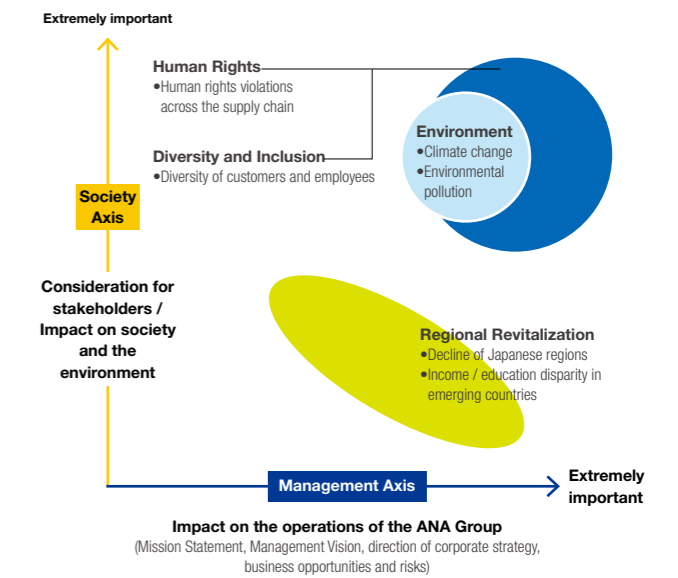 Extremely important
Human Rights
•Human rights violations
across the supply chain
Diversity and Inclusion
•Diversity of customers and employees
Environment
•Climate change
•Environmental
pollution
Society
Axis
Consideration for
stakeholders /
Impact on society
and the
environment
Regional Revitalization
•Decline of Japanese regions
•Income / education disparity in
emerging countries
Management Axis
Extremely
important
Impact on the operations of the ANA Group
(Mission Statement, Management Vision, direction of corporate strategy,
business opportunities and risks)